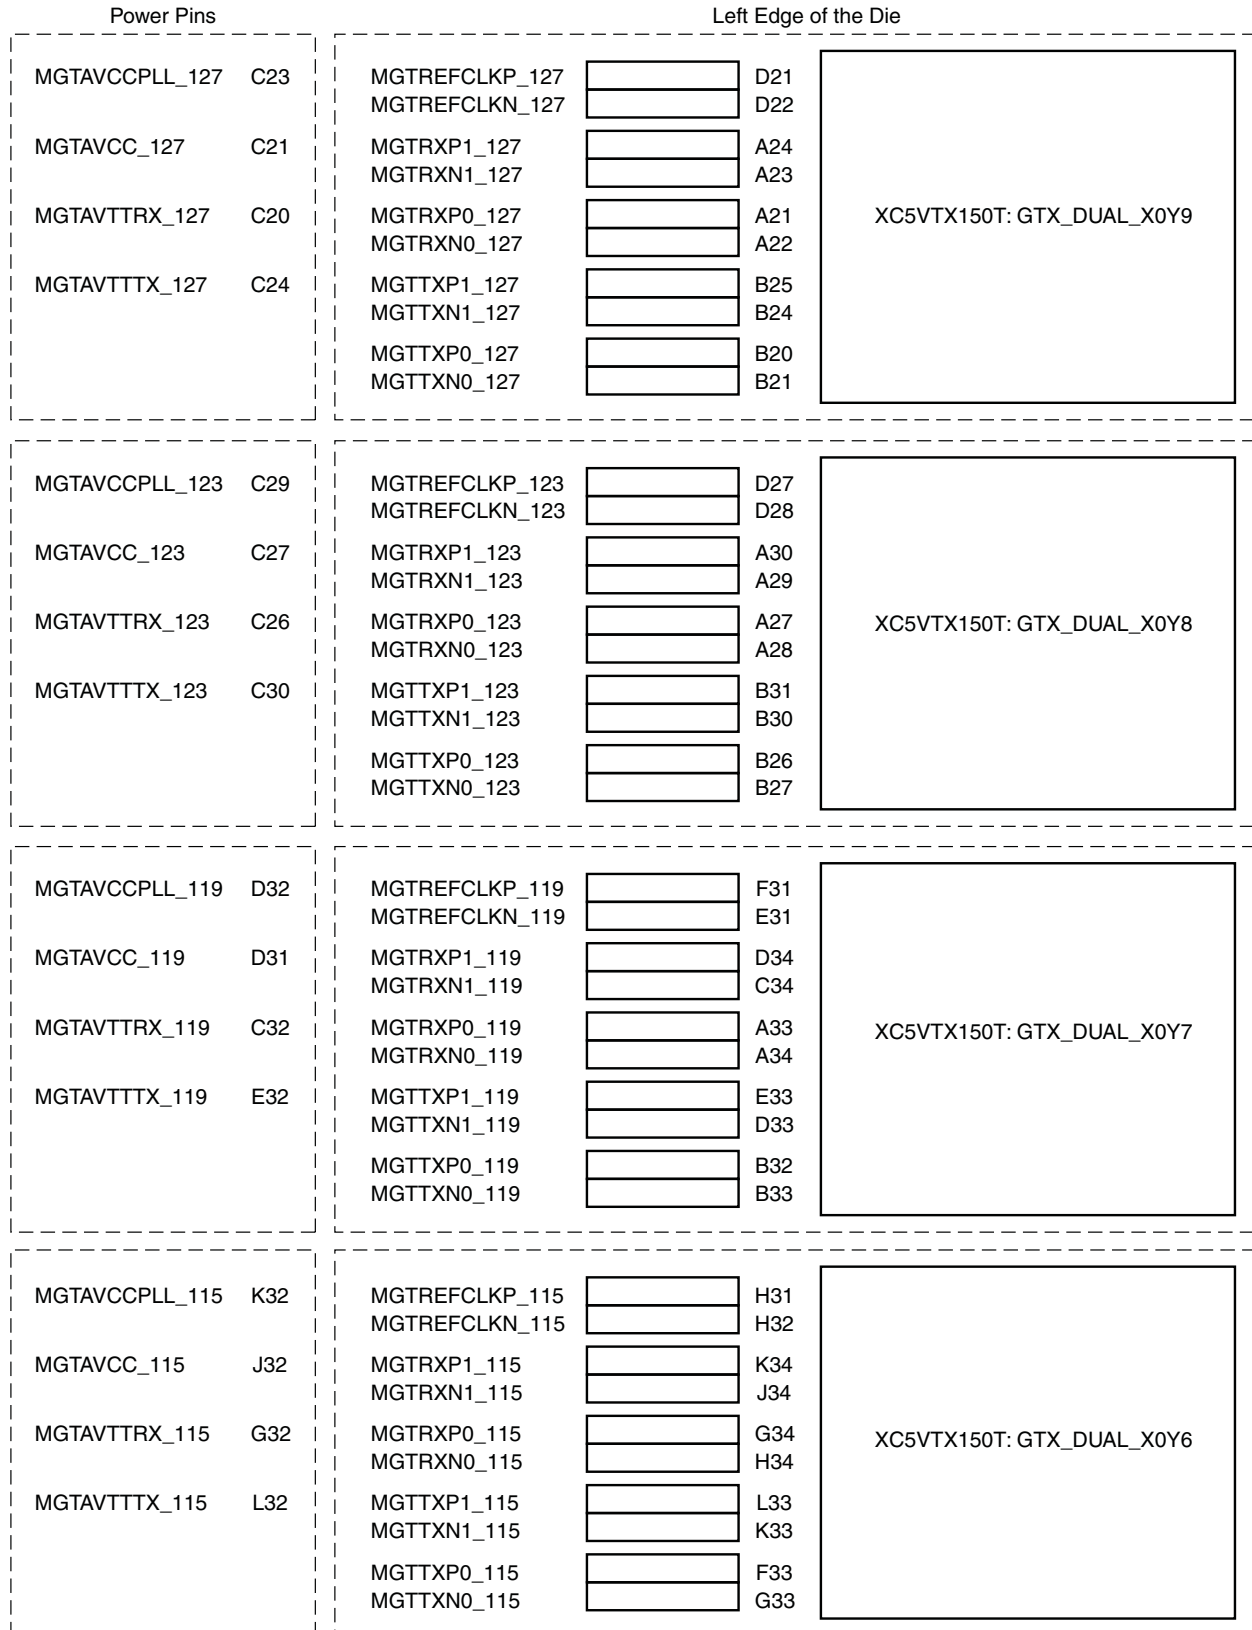 Power Pins
Left Edge of the Die
MGTAVCCPLL_127 C23
MGTAVCC_127 C21
MGTAVTTRX_127 C20
MGTAVTTTX_127 C24
MGTREFCLKP_127 D21
MGTREFCLKN_127 D22
MGTRXP1_127 A24
MGTRXN1_127 A23
MGTRXP0_127 A21
MGTRXN0_127 A22
MGTTXP1_127 B25
MGTTXN1_127 B24
MGTTXP0_127 B20
MGTTXN0_127 B21
XC5VTX150T: GTX_DUAL_X0Y9
MGTAVCCPLL_123 C29
MGTAVCC_123 C27
MGTAVTTRX_123 C26
MGTAVTTTX_123 C30
MGTREFCLKP_123 D27
MGTREFCLKN_123 D28
MGTRXP1_123 A30
MGTRXN1_123 A29
MGTRXP0_123 A27
MGTRXN0_123 A28
MGTTXP1_123 B31
MGTTXN1_123 B30
MGTTXP0_123 B26
MGTTXN0_123 B27
XC5VTX150T: GTX_DUAL_X0Y8
MGTAVCCPLL_119 D32
MGTAVCC_119 D31
MGTAVTTRX_119 C32
MGTAVTTTX_119 E32
MGTREFCLKP_119 F31
MGTREFCLKN_119 E31
MGTRXP1_119 D34
MGTRXN1_119 C34
MGTRXP0_119 A33
MGTRXN0_119 A34
MGTTXP1_119 E33
MGTTXN1_119 D33
MGTTXP0_119 B32
MGTTXN0_119 B33
XC5VTX150T: GTX_DUAL_X0Y7
MGTAVCCPLL_115 K32
MGTAVCC_115 J32
MGTAVTTRX_115 G32
MGTAVTTTX_115 L32
MGTREFCLKP_115 H31
MGTREFCLKN_115 H32
MGTRXP1_115 K34
MGTRXN1_115 J34
MGTRXP0_115 G34
MGTRXN0_115 H34
MGTTXP1_115 L33
MGTTXN1_115 K33
MGTTXP0_115 F33
MGTTXN0_115 G33
XC5VTX150T: GTX_DUAL_X0Y6